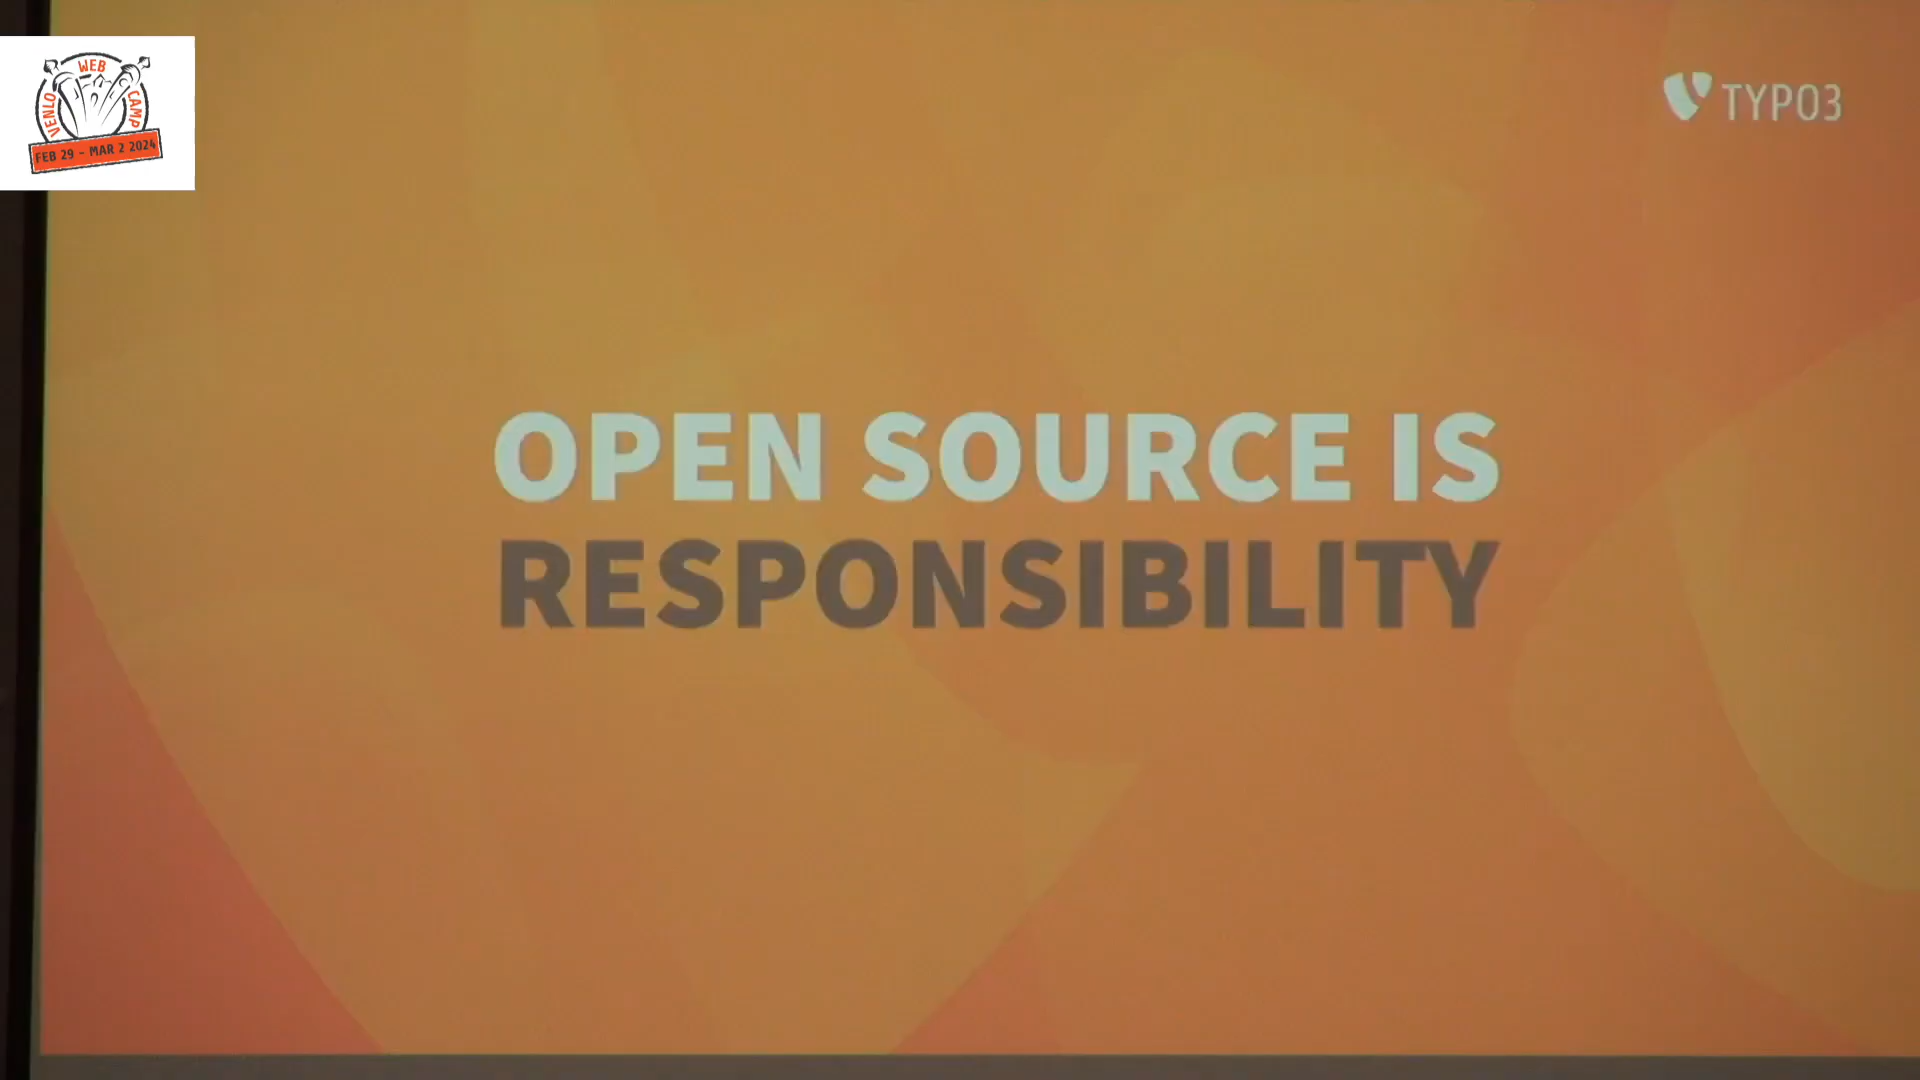 VENLO WEB CAMP
FEB 29 - MAR 2 2024
TYPO3
OPEN SOURCE IS
RESPONSIBILITY